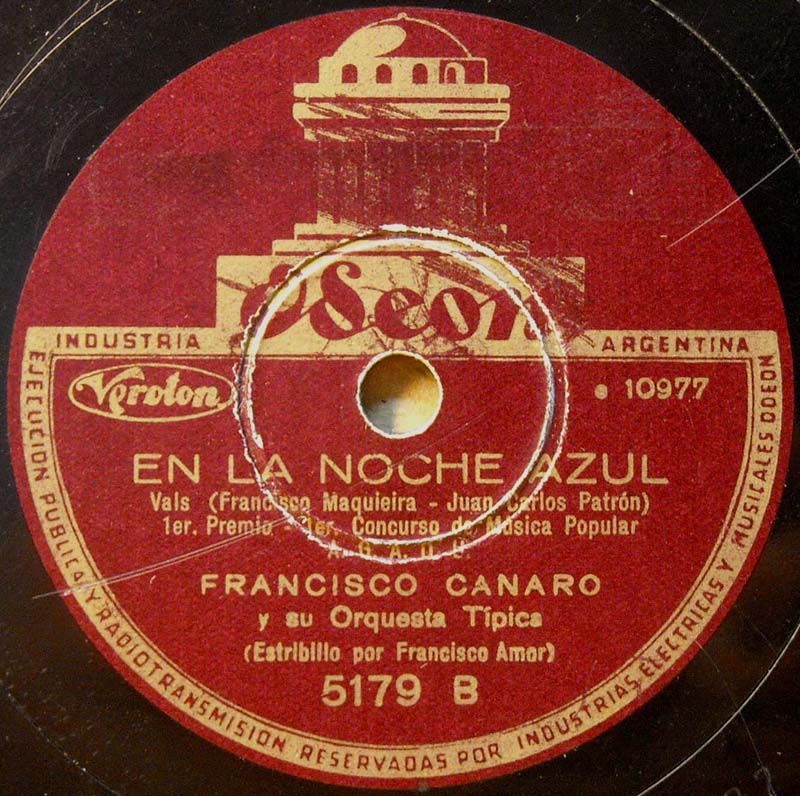 Odeon
INDUSTRIA ARGENTINA
Veroton
e 10977
EN LA NOCHE AZUL
Vals (Francisco Maquieira - Juan Carlos Patrón)
1er. Premio - 1er. Concurso de Música Popular
A. G. A. D. U.
FRANCISCO CANARO
y su Orquesta Típica
(Estribillo por Francisco Amor)
5179 B
EJECUCION PUBLICA Y RADIOTRANSMISION RESERVADAS POR INDUSTRIAS ELECTRICAS Y MUSICALES ODEON